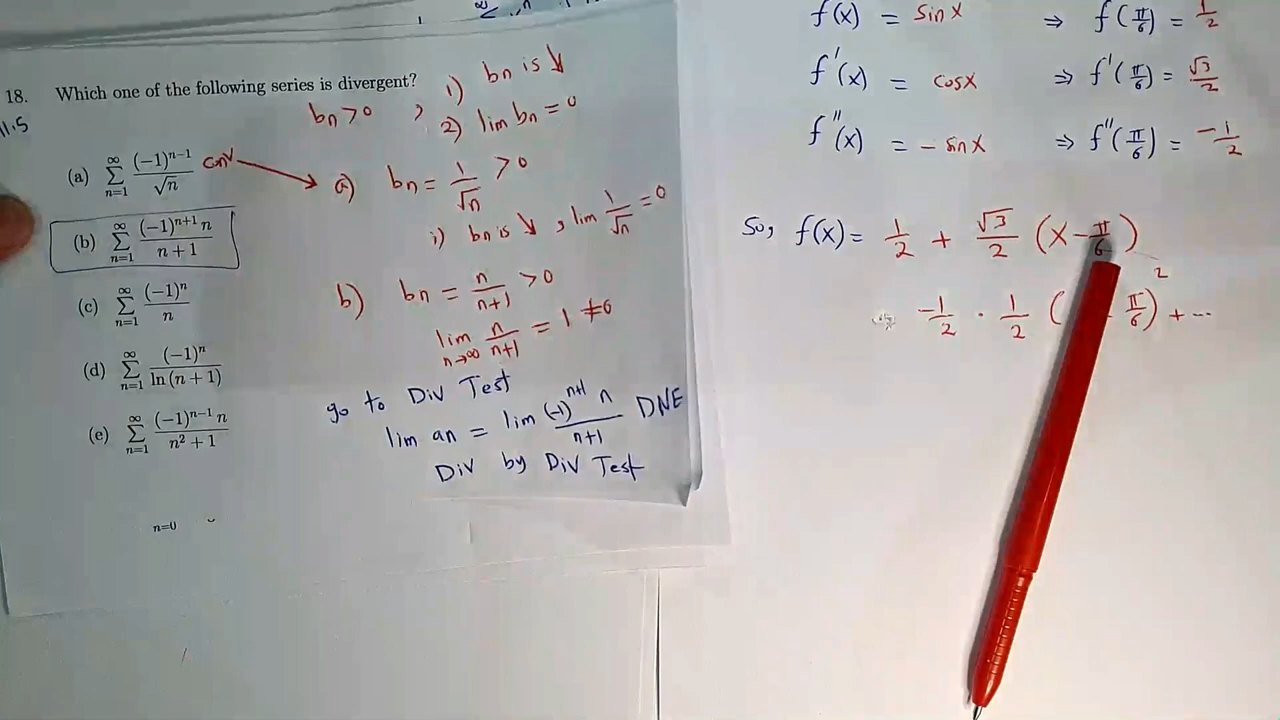 18. Which one of the following series is divergent?
11.5
(a) ∑_{n=1}^{∞} (-1)^{n-1}/√n conv
(b) ∑_{n=1}^{∞} (-1)^{n+1} n/(n+1)
(c) ∑_{n=1}^{∞} (-1)^n/n
(d) ∑_{n=1}^{∞} (-1)^n/ln(n+1)
(e) ∑_{n=1}^{∞} (-1)^{n-1} n/(n²+1)
n=0
bn>0 , 1) bn is ↓
2) lim bn = 0
a) bn = 1/√n >0
i) bn is ↓ , lim 1/√n = 0
b) bn = n/(n+1) >0
lim_{n→∞} n/(n+1) = 1 ≠0
go to Div Test
lim an = lim (-1)^{n+1} n/(n+1) DNE
Div by Div Test
f(x) = sin x ⇒ f(π/6) = 1/2
f'(x) = cos x ⇒ f'(π/6) = √3/2
f''(x) = -sin x ⇒ f''(π/6) = -1/2
So, f(x) = 1/2 + √3/2 (x-π/6)
-1/2 · 1/2 ( π/6)² + ...